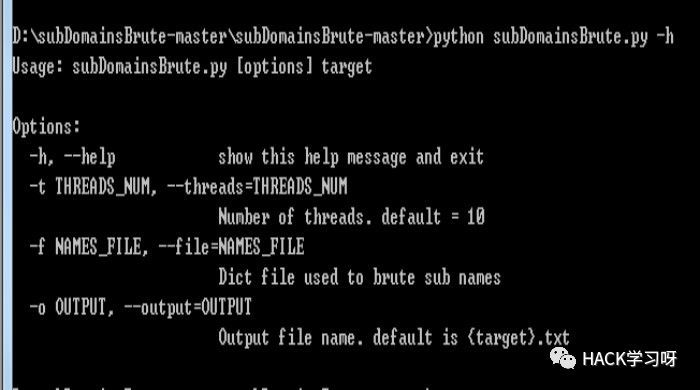 D:\subDomainsBrute-master\subDomainsBrute-master>python subDomainsBrute.py -h
Usage: subDomainsBrute.py [options] target
Options:
-h, --help show this help message and exit
-t THREADS_NUM, --threads=THREADS_NUM
Number of threads. default = 10
-f NAMES_FILE, --file=NAMES_FILE
Dict file used to brute sub names
-o OUTPUT, --output=OUTPUT
Output file name. default is {target}.txt
HACK学习呀